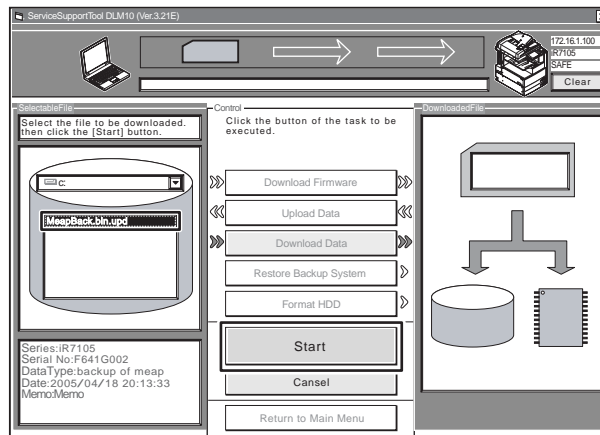 ServiceSupportTool DLM10 (Ver.3.21E)
172.16.1.100
iR7105
SAFE
Clear
SelectableFile
Select the file to be downloaded.
then click the [Start] button.
C:
MeapBack.bin.upd
Series:iR7105
Serial No:F641G002
DataType:backup of meap
Date:2005/04/18 20:13:33
Memo:Memo
Control
Click the button of the task to be
executed.
Download Firmware
Upload Data
Download Data
Restore Backup System
Format HDD
Start
Cansel
Return to Main Menu
DownloadedFile